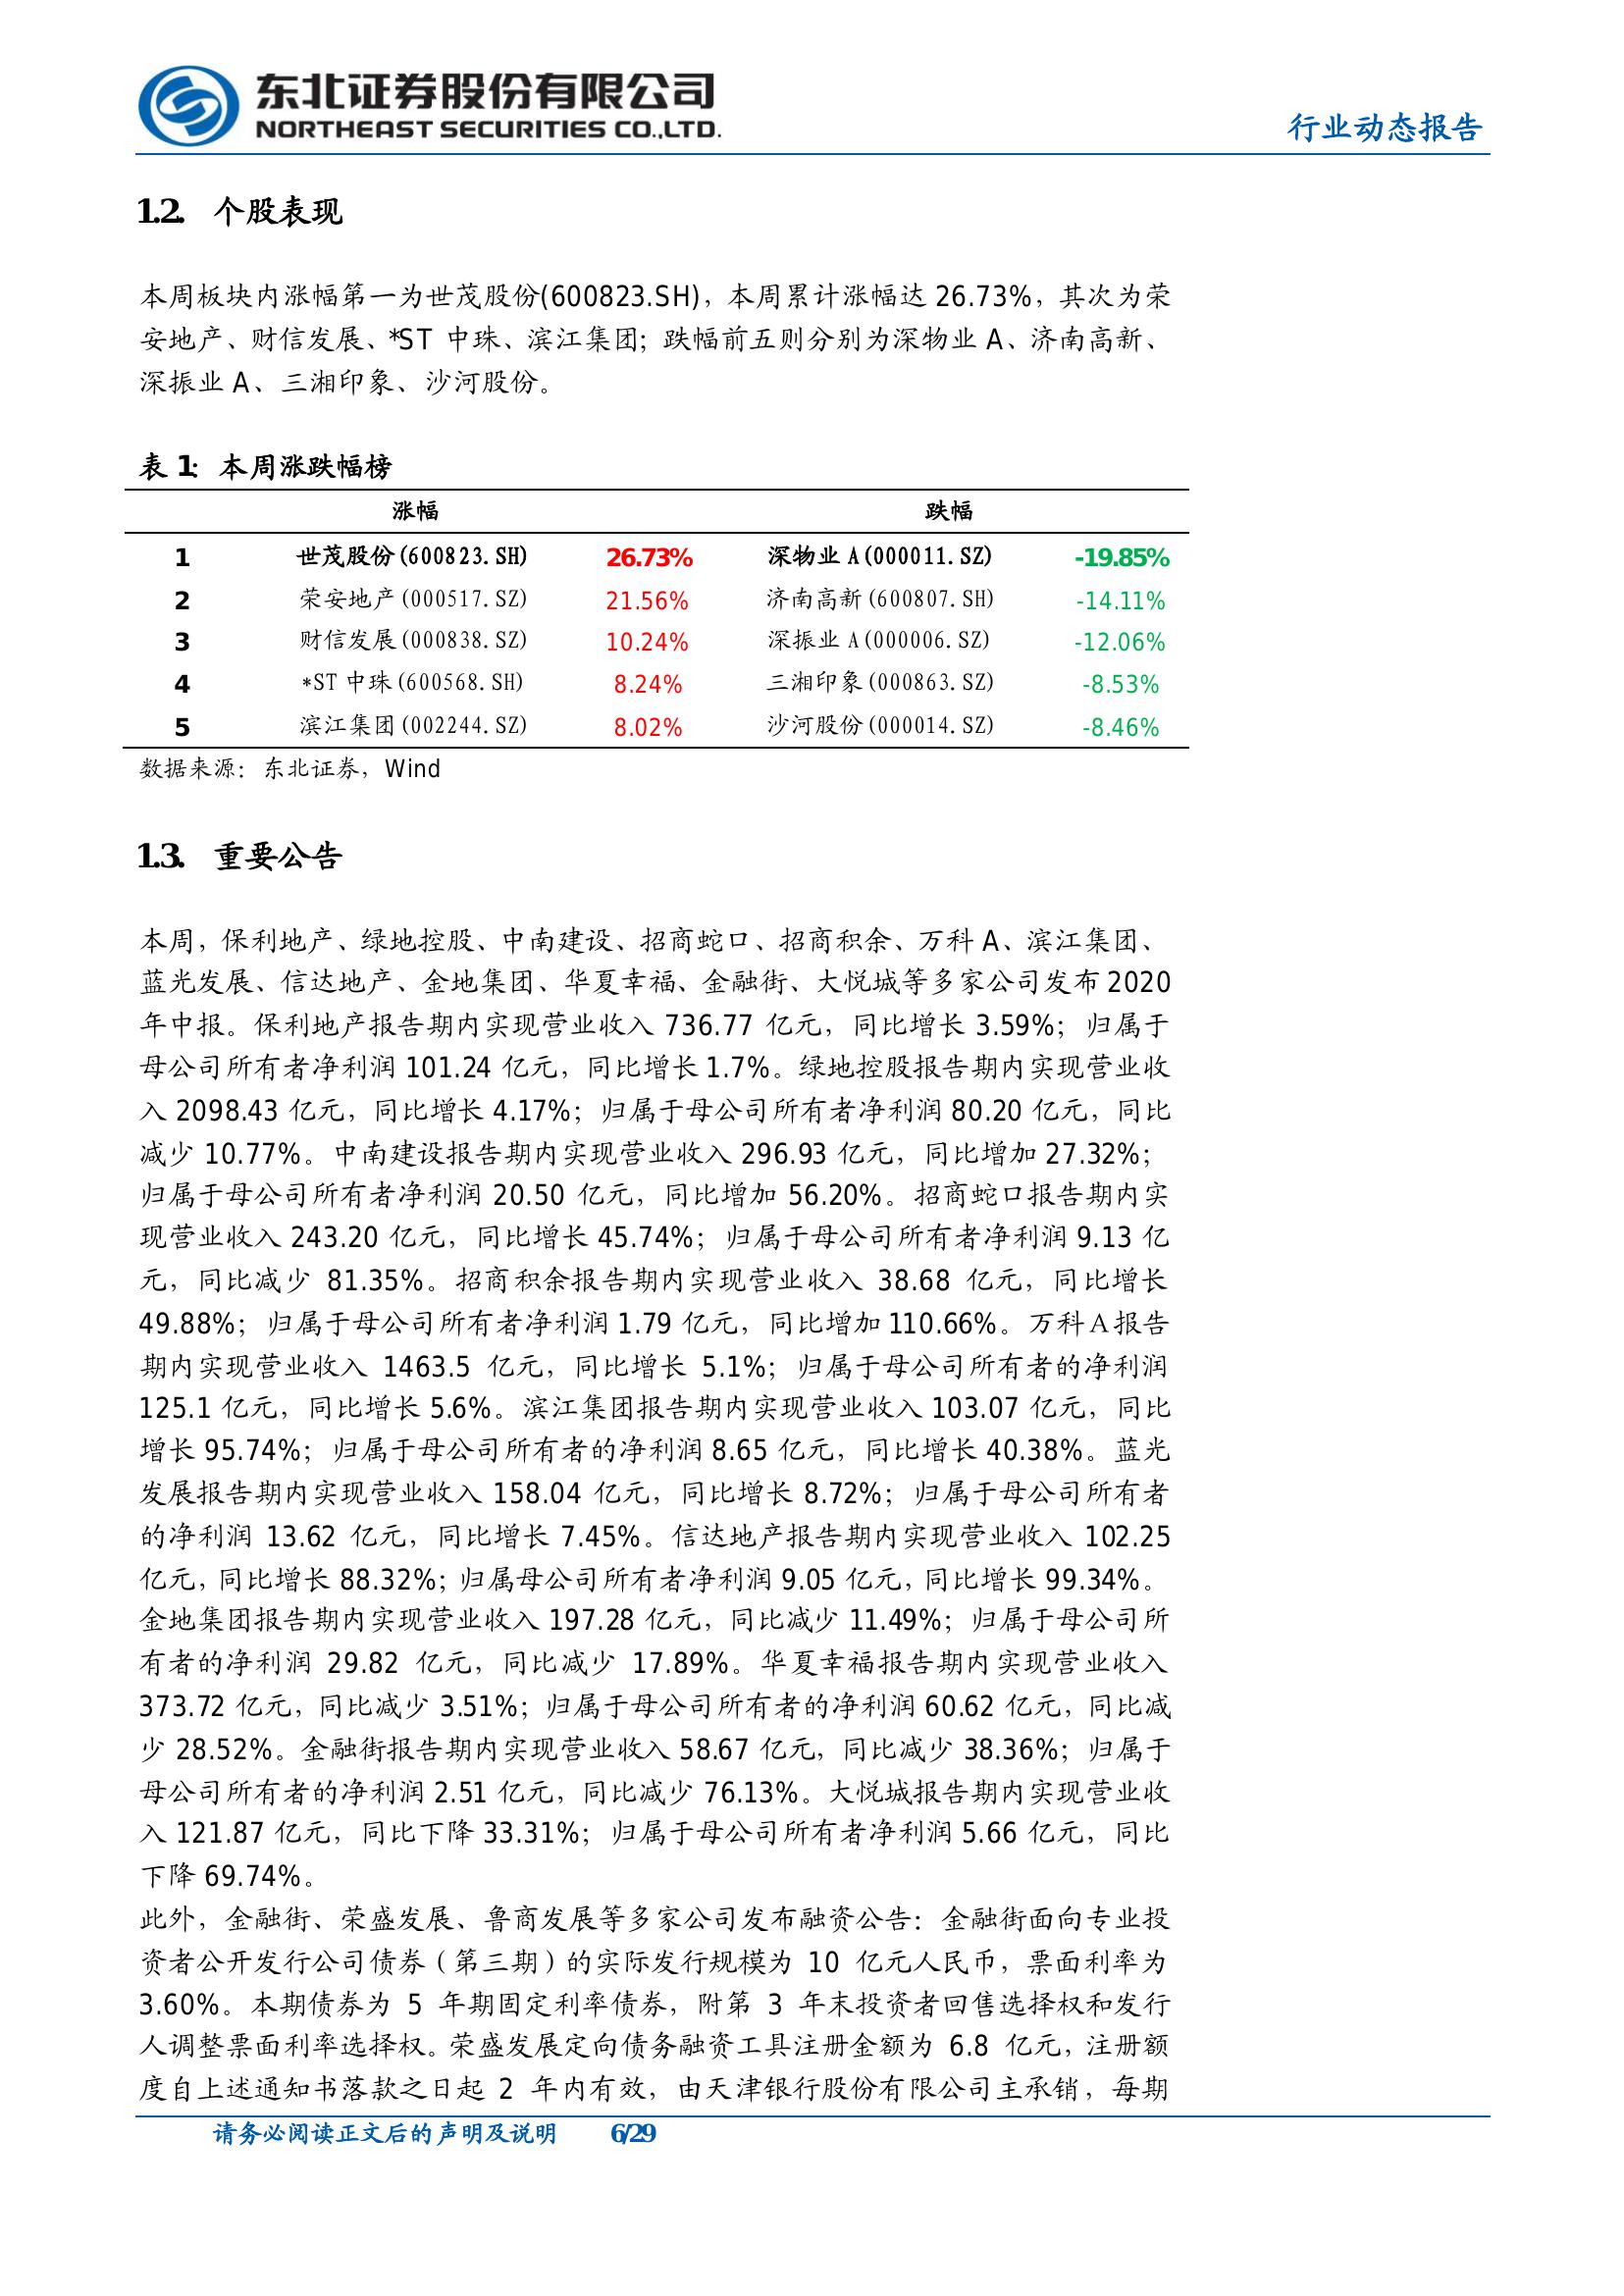 东北证券股份有限公司
NORTHEAST SECURITIES CO.,LTD.
行业动态报告
1.2. 个股表现
本周板块内涨幅第一为世茂股份(600823.SH)，本周累计涨幅达 26.73%，其次为荣
安地产、财信发展、*ST 中珠、滨江集团；跌幅前五则分别为深物业 A、济南高新、
深振业 A、三湘印象、沙河股份。
表 1：本周涨跌幅榜
涨幅 跌幅
1 世茂股份(600823.SH) 26.73% 深物业 A(000011.SZ) -19.85%
2 荣安地产(000517.SZ) 21.56% 济南高新(600807.SH) -14.11%
3 财信发展(000838.SZ) 10.24% 深振业 A(000006.SZ) -12.06%
4 *ST 中珠(600568.SH) 8.24% 三湘印象(000863.SZ) -8.53%
5 滨江集团(002244.SZ) 8.02% 沙河股份(000014.SZ) -8.46%
数据来源：东北证券，Wind
1.3. 重要公告
本周，保利地产、绿地控股、中南建设、招商蛇口、招商积余、万科 A、滨江集团、
蓝光发展、信达地产、金地集团、华夏幸福、金融街、大悦城等多家公司发布 2020
年中报。保利地产报告期内实现营业收入 736.77 亿元，同比增长 3.59%；归属于
母公司所有者净利润 101.24 亿元，同比增长 1.7%。绿地控股报告期内实现营业收
入 2098.43 亿元，同比增长 4.17%；归属于母公司所有者净利润 80.20 亿元，同比
减少 10.77%。中南建设报告期内实现营业收入 296.93 亿元，同比增加 27.32%；
归属于母公司所有者净利润 20.50 亿元，同比增加 56.20%。招商蛇口报告期内实
现营业收入 243.20 亿元，同比增长 45.74%；归属于母公司所有者净利润 9.13 亿
元，同比减少 81.35%。招商积余报告期内实现营业收入 38.68 亿元，同比增长
49.88%；归属于母公司所有者净利润 1.79 亿元，同比增加 110.66%。万科A报告
期内实现营业收入 1463.5 亿元，同比增长 5.1%；归属于母公司所有者的净利润
125.1 亿元，同比增长 5.6%。滨江集团报告期内实现营业收入 103.07 亿元，同比
增长 95.74%；归属于母公司所有者的净利润 8.65 亿元，同比增长 40.38%。蓝光
发展报告期内实现营业收入 158.04 亿元，同比增长 8.72%；归属于母公司所有者
的净利润 13.62 亿元，同比增长 7.45%。信达地产报告期内实现营业收入 102.25
亿元，同比增长 88.32%；归属母公司所有者净利润 9.05 亿元，同比增长 99.34%。
金地集团报告期内实现营业收入 197.28 亿元，同比减少 11.49%；归属于母公司所
有者的净利润 29.82 亿元，同比减少 17.89%。华夏幸福报告期内实现营业收入
373.72 亿元，同比减少 3.51%；归属于母公司所有者的净利润 60.62 亿元，同比减
少 28.52%。金融街报告期内实现营业收入 58.67 亿元，同比减少 38.36%；归属于
母公司所有者的净利润 2.51 亿元，同比减少 76.13%。大悦城报告期内实现营业收
入 121.87 亿元，同比下降 33.31%；归属于母公司所有者净利润 5.66 亿元，同比
下降 69.74%。
此外，金融街、荣盛发展、鲁商发展等多家公司发布融资公告：金融街面向专业投
资者公开发行公司债券（第三期）的实际发行规模为 10 亿元人民币，票面利率为
3.60%。本期债券为 5 年期固定利率债券，附第 3 年末投资者回售选择权和发行
人调整票面利率选择权。荣盛发展定向债务融资工具注册金额为 6.8 亿元，注册额
度自上述通知书落款之日起 2 年内有效，由天津银行股份有限公司主承销，每期
请务必阅读正文后的声明及说明 6/29